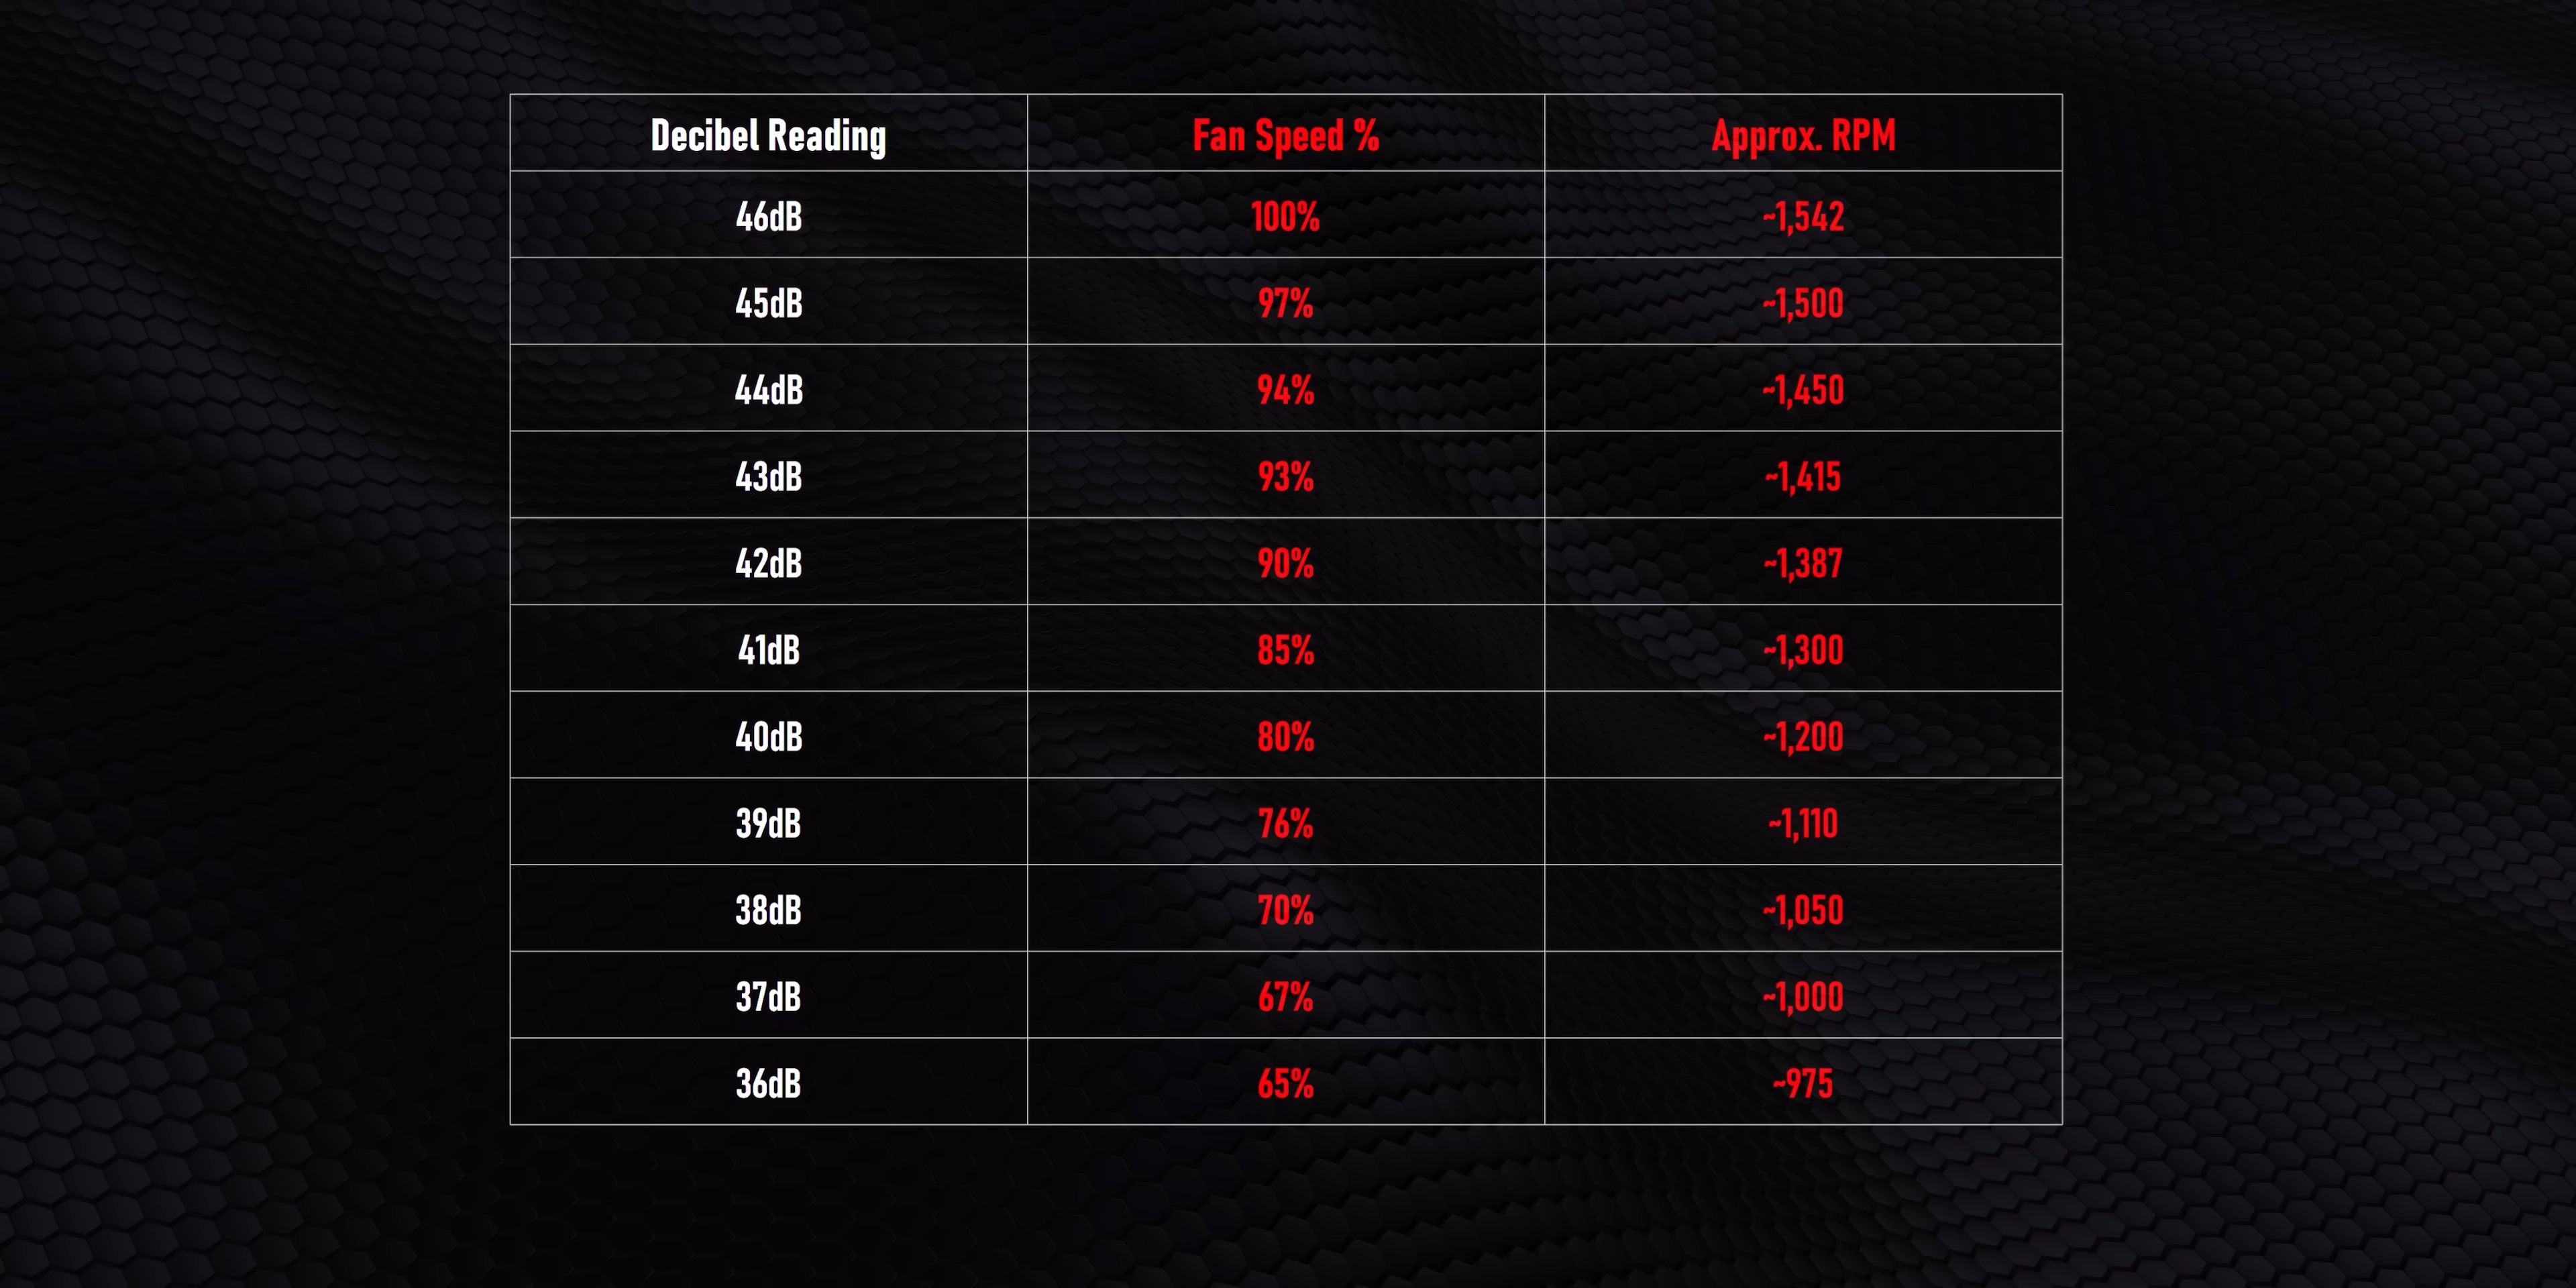 Decibel Reading Fan Speed % Approx. RPM
46dB 100% ~1,542
45dB 97% ~1,500
44dB 94% ~1,450
43dB 93% ~1,415
42dB 90% ~1,387
41dB 85% ~1,300
40dB 80% ~1,200
39dB 76% ~1,110
38dB 70% ~1,050
37dB 67% ~1,000
36dB 65% ~975